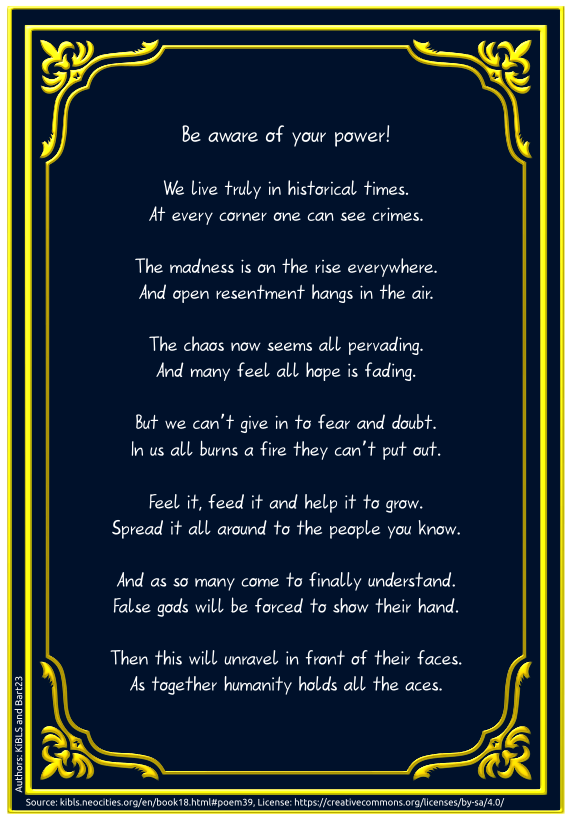 Be aware of your power!
We live truly in historical times.
At every corner one can see crimes.
The madness is on the rise everywhere.
And open resentment hangs in the air.
The chaos now seems all pervading.
And many feel all hope is fading.
But we can't give in to fear and doubt.
In us all burns a fire they can't put out.
Feel it, feed it and help it to grow.
Spread it all around to the people you know.
And as so many come to finally understand.
False gods will be forced to show their hand.
Then this will unravel in front of their faces.
As together humanity holds all the aces.
Authors: KiBLS and Bart23
Source: kibls.neocities.org/en/book18.html#poem39, License: https://creativecommons.org/licenses/by-sa/4.0/